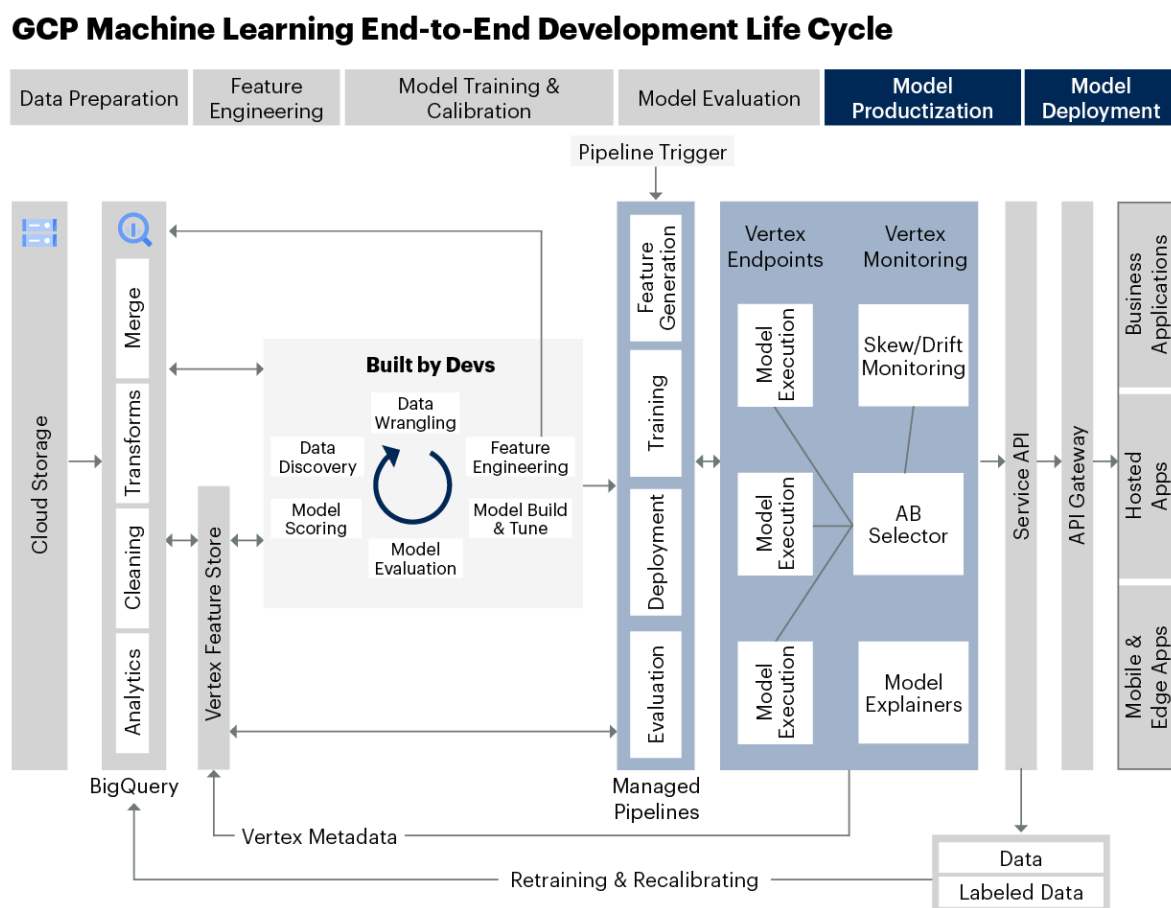 GCP Machine Learning End-to-End Development Life Cycle
Data Preparation
Feature
Engineering
Model Training &
Calibration
Model Evaluation
Model
Productization
Model
Deployment
Pipeline Trigger
Cloud Storage
Merge
Transforms
Cleaning
Analytics
BigQuery
Vertex Feature Store
Built by Devs
Data
Wrangling
Data
Discovery
Feature
Engineering
Model
Scoring
Model Build
& Tune
Model
Evaluation
Feature
Generation
Training
Deployment
Evaluation
Managed
Pipelines
Vertex
Endpoints
Model
Execution
Model
Execution
Model
Execution
Vertex
Monitoring
Skew/Drift
Monitoring
AB
Selector
Model
Explainers
Service API
API Gateway
Business
Applications
Hosted
Apps
Mobile &
Edge Apps
Vertex Metadata
Retraining & Recalibrating
Data
Labeled Data